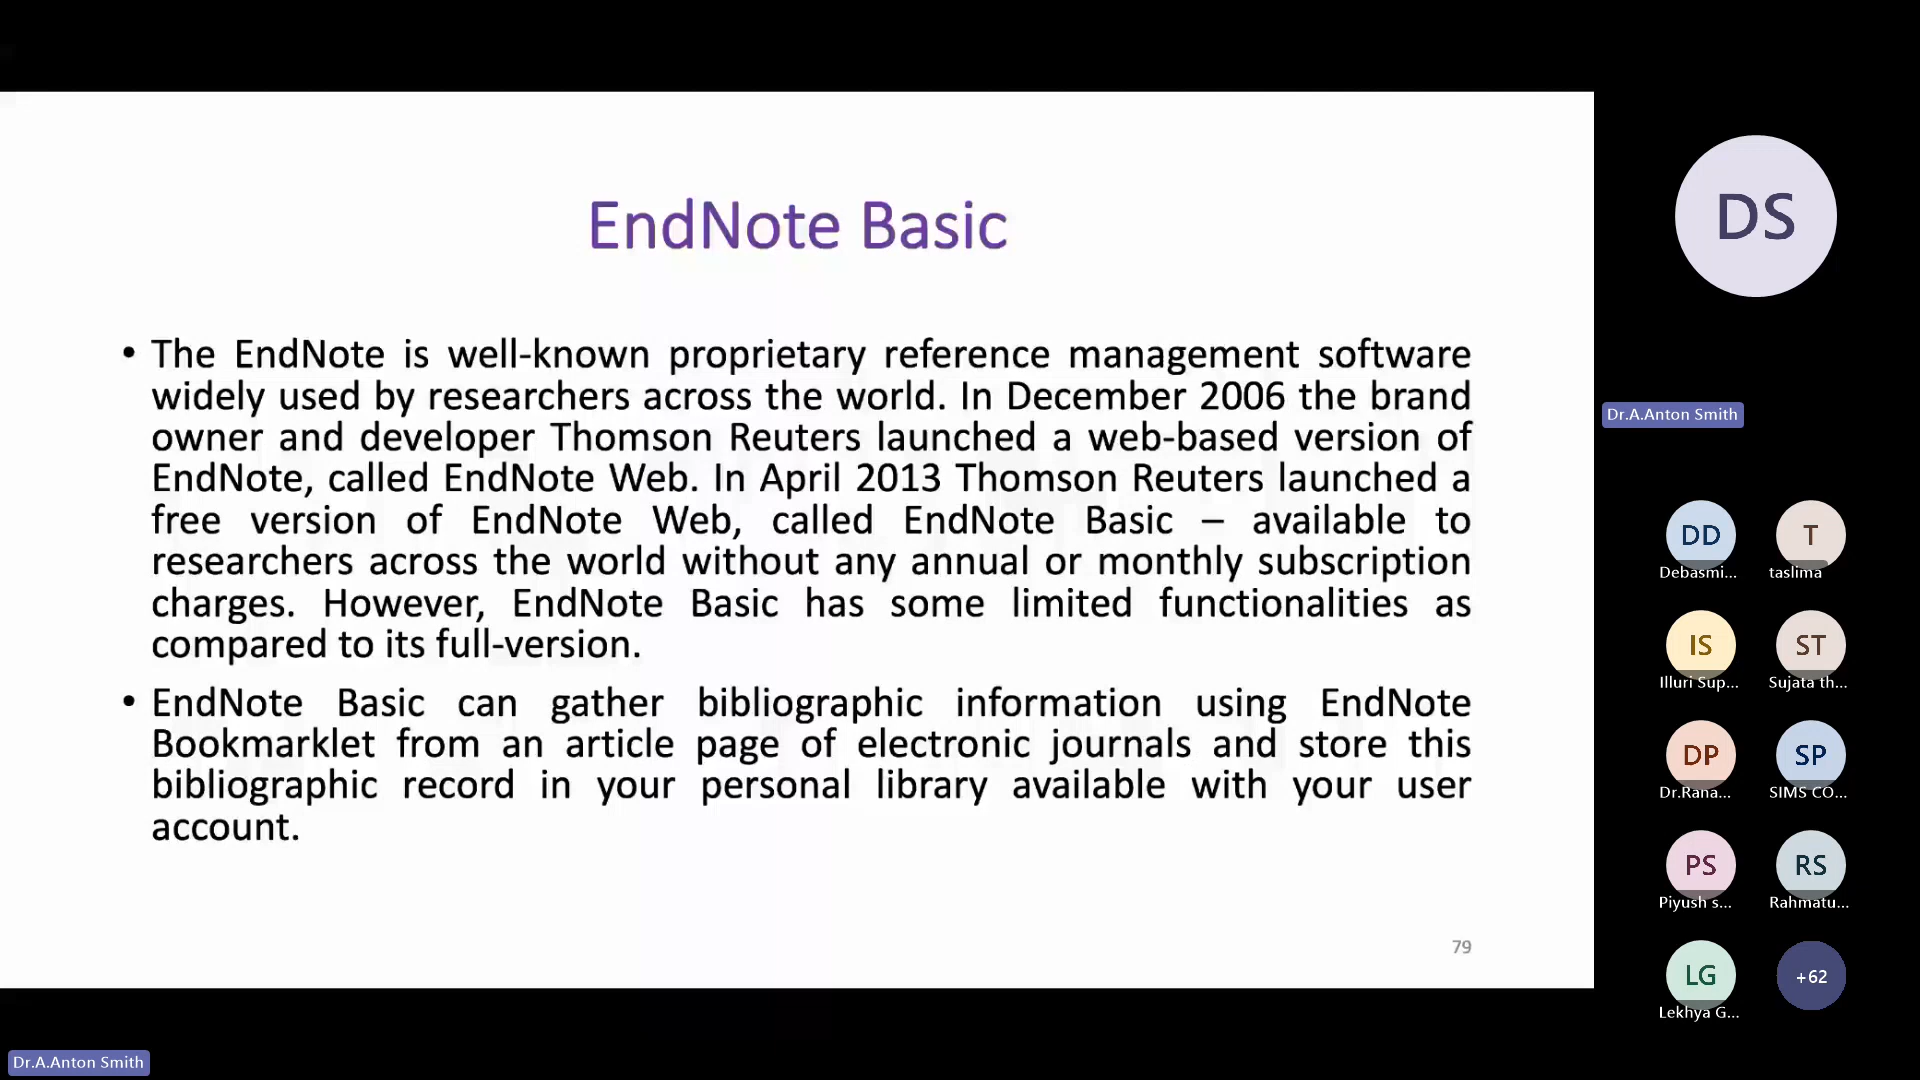 EndNote Basic
• The EndNote is well-known proprietary reference management software
widely used by researchers across the world. In December 2006 the brand
owner and developer Thomson Reuters launched a web-based version of
EndNote, called EndNote Web. In April 2013 Thomson Reuters launched a
free version of EndNote Web, called EndNote Basic – available to
researchers across the world without any annual or monthly subscription
charges. However, EndNote Basic has some limited functionalities as
compared to its full-version.
• EndNote Basic can gather bibliographic information using EndNote
Bookmarklet from an article page of electronic journals and store this
bibliographic record in your personal library available with your user
account.
79
Dr.A.Anton Smith
DS
Dr.A.Anton Smith
DD
Debasmi...
T
taslima
IS
Illuri Sup...
ST
Sujata th...
DP
Dr.Rana...
SP
SIMS CO...
PS
Piyush s...
RS
Rahmatu...
LG
Lekhya G...
+62